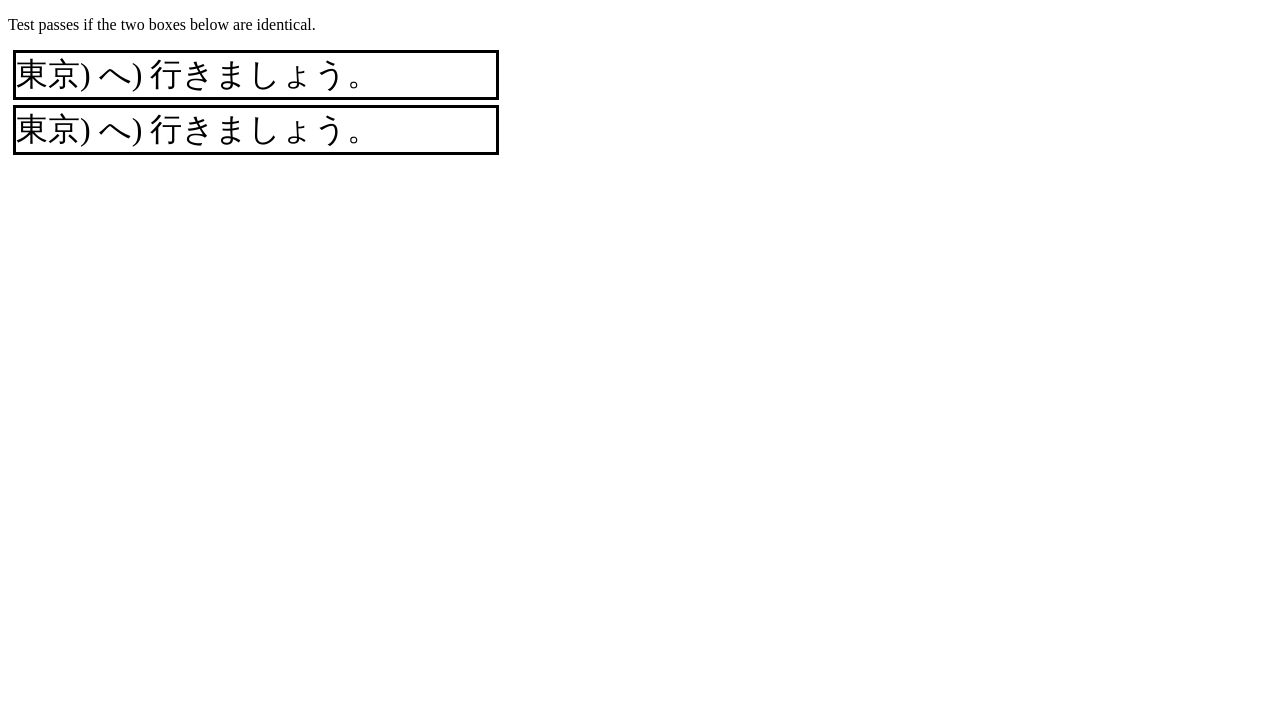 Test passes if the two boxes below are identical.
東京) へ) 行きましょう。
東京) へ) 行きましょう。